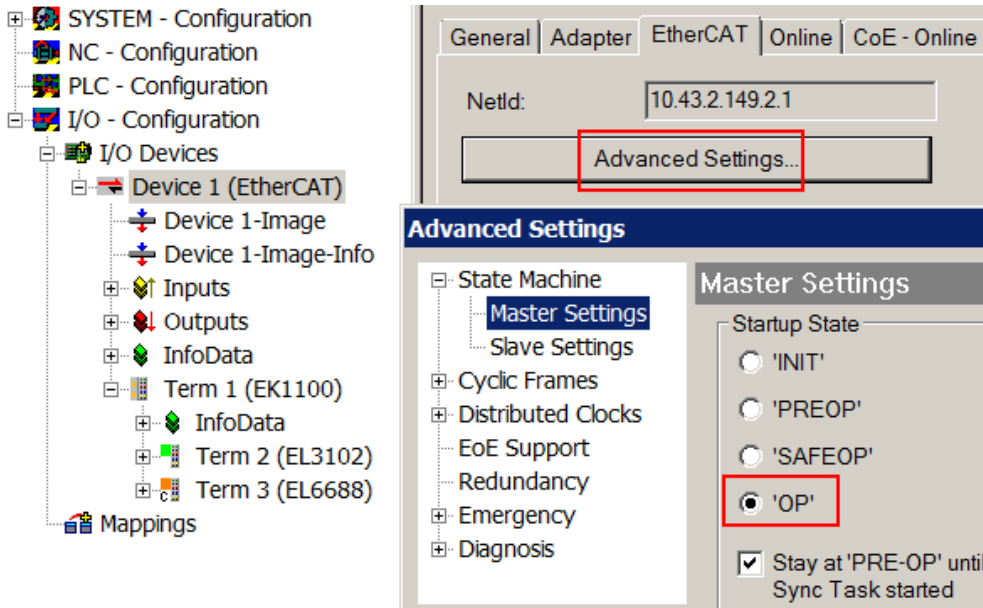 SYSTEM - Configuration
NC - Configuration
PLC - Configuration
I/O - Configuration
I/O Devices
Device 1 (EtherCAT)
Device 1-Image
Device 1-Image-Info
Inputs
Outputs
InfoData
Term 1 (EK1100)
InfoData
Term 2 (EL3102)
Term 3 (EL6688)
Mappings
General Adapter EtherCAT Online CoE - Online
NetId: 10.43.2.149.2.1
Advanced Settings...
Advanced Settings
State Machine
Master Settings
Slave Settings
Cyclic Frames
Distributed Clocks
EoE Support
Redundancy
Emergency
Diagnosis
Master Settings
Startup State
'INIT'
'PREOP'
'SAFEOP'
'OP'
Stay at 'PRE-OP' until
Sync Task started